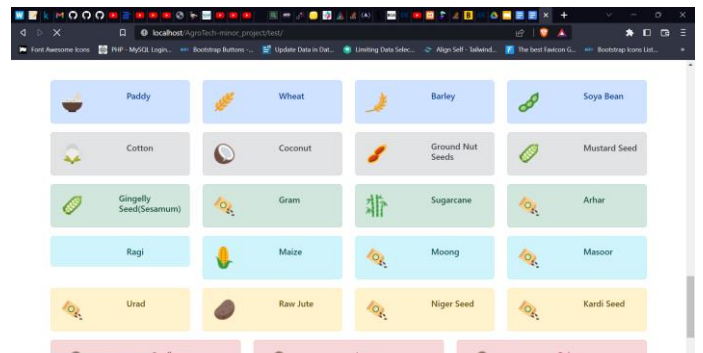 localhost/AgroTech-minor_project/test/
Font Awesome Icons PHP - MySQL Login... Bootstrap Buttons -... Update Data in Dat... Limiting Data Selec... Align Self - Tailwind... The best Favicon G... Bootstrap Icons List...
Paddy Wheat Barley Soya Bean
Cotton Coconut Ground Nut Mustard Seed
Seeds
Gingelly Gram Sugarcane Arhar
Seed(Sesamum)
Ragi Maize Moong Masoor
Urad Raw Jute Niger Seed Kardi Seed